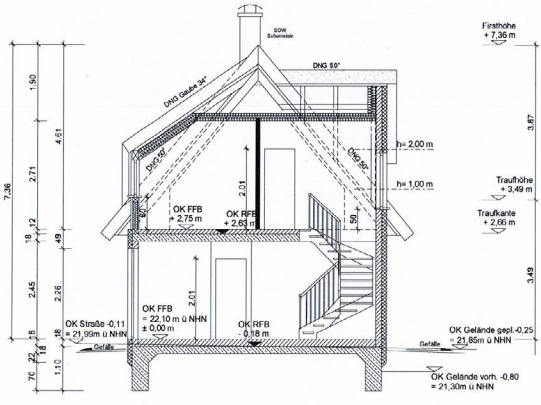 SOW
Schornstein
Firsthöhe
+ 7,36 m
DNG 50°
DNG Gaube 34°
1.90
4.61
3.87
h= 2,00 m
DNG 50°
2.71
2.01
h= 1,00 m
Traufhöhe
+ 3,49 m
7.36
OK FFB
+ 2,75 m
OK RFB
+ 2,63 m
50
Traufkante
+ 2,66 m
12
18
49
2.45
2.26
2.01
3.49
OK Straße -0,11
= 21,99m ü NHN
OK FFB
= 22,10 m ü NHN
± 0,00 m
OK RFB
- 0,18 m
OK Gelände gepl.-0,25
= 21,85m ü NHN
18
18
Gefälle
Gefälle
22
18
1.10
70
OK Gelände vorh. -0,80
= 21,30m ü NHN